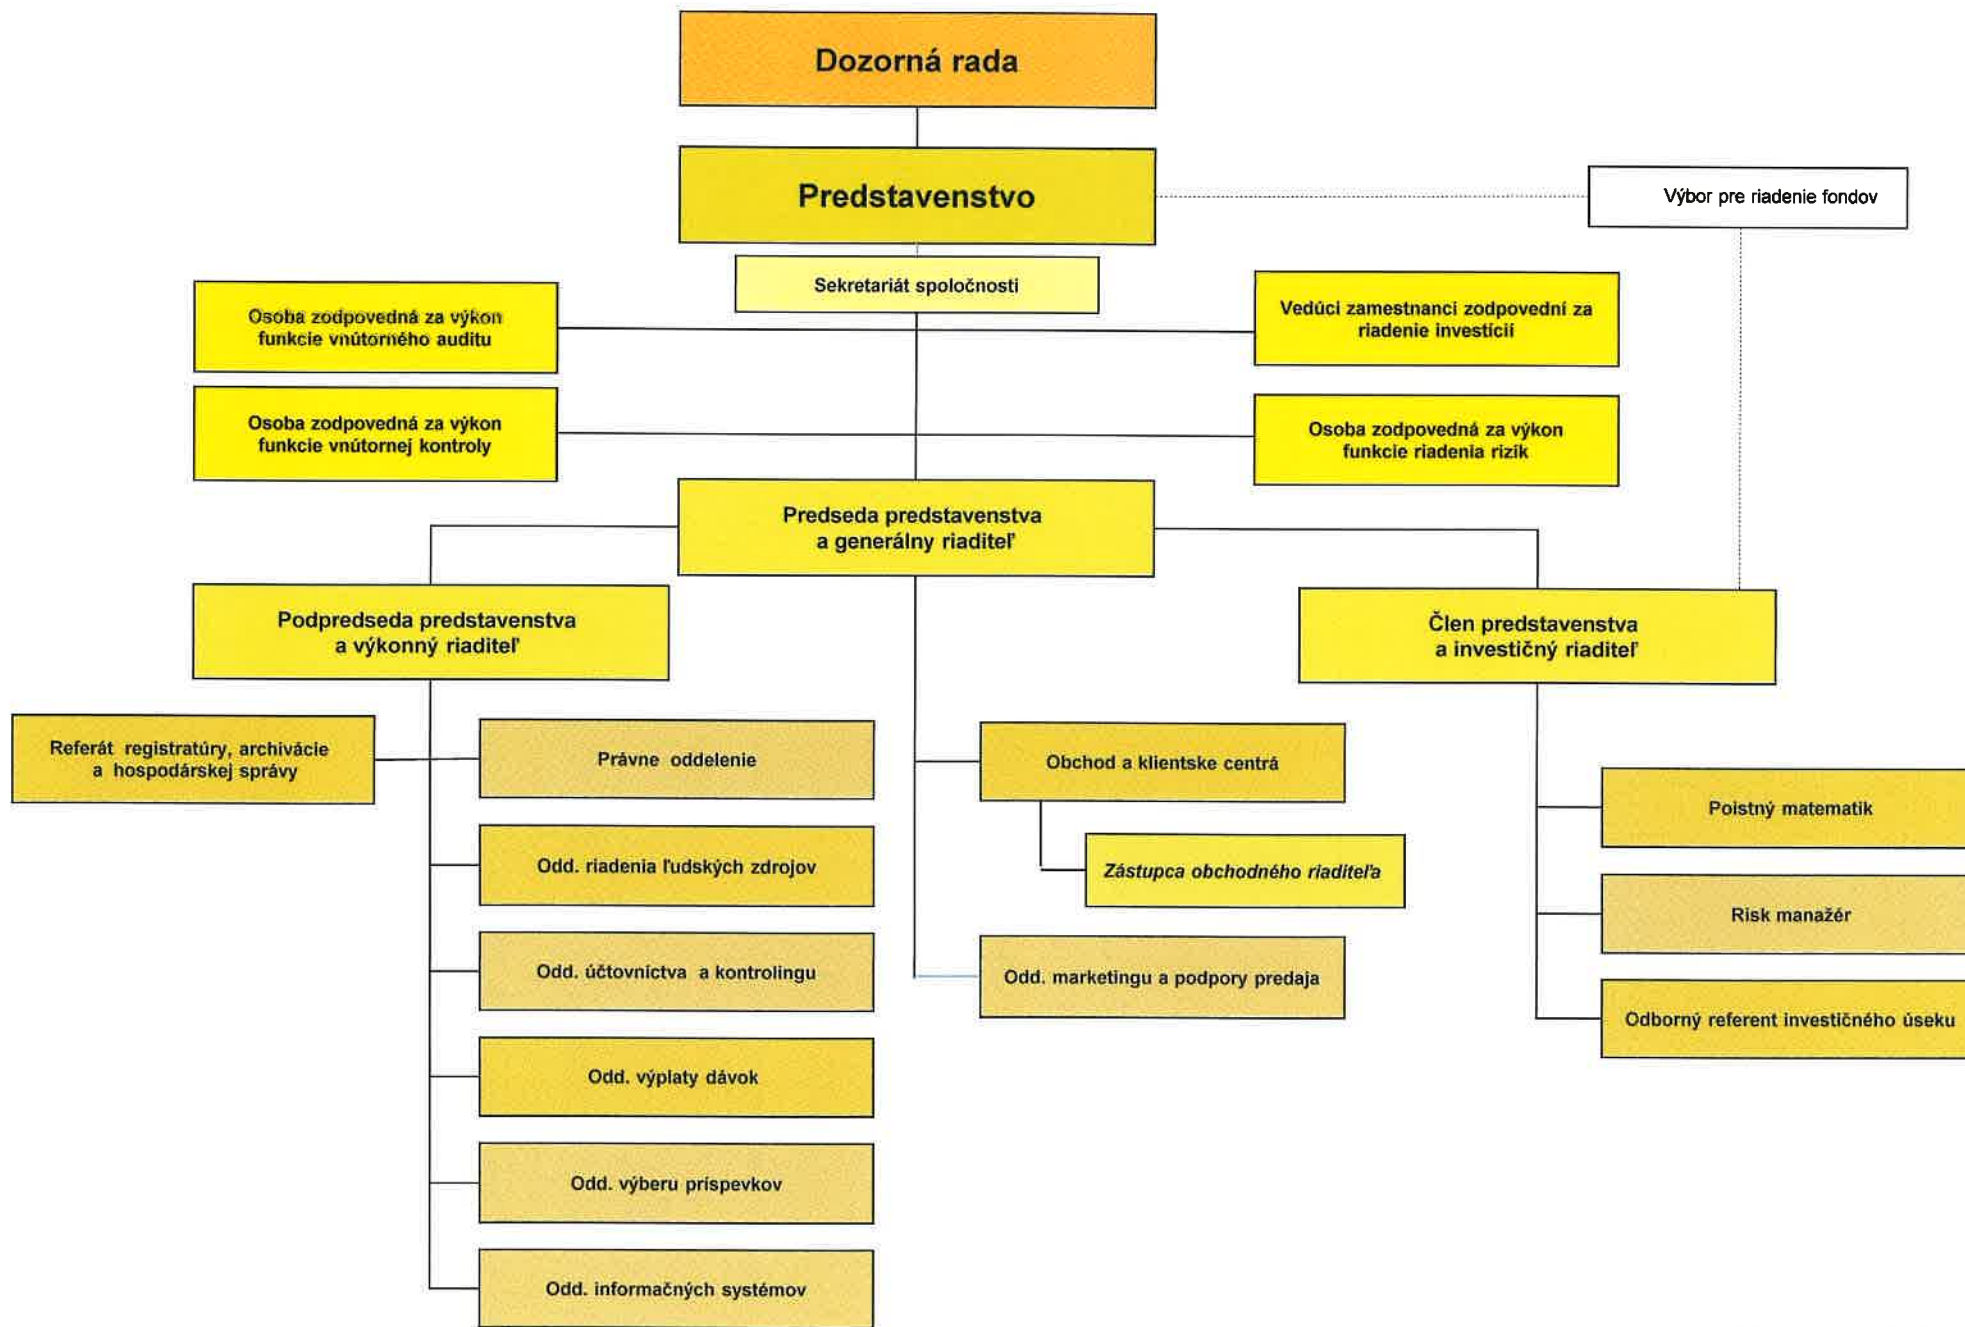 Dozorná rada
Predstavenstvo
Výbor pre riadenie fondov
Sekretariát spoločnosti
Osoba zodpovedná za výkon
funkcie vnútorného auditu
Vedúci zamestnanci zodpovední za
riadenie investícií
Osoba zodpovedná za výkon
funkcie vnútornej kontroly
Osoba zodpovedná za výkon
funkcie riadenia rizik
Predseda predstavenstva
a generálny riaditeľ
Podpredseda predstavenstva
a výkonný riaditeľ
Člen predstavenstva
a investičný riaditeľ
Referát registratúry, archivácie
a hospodárskej správy
Právne oddelenie
Obchod a klientske centrá
Poistný matematik
Odd. riadenia ľudských zdrojov
Zástupca obchodného riaditeľa
Risk manažér
Odd. účtovníctva a kontrolingu
Odd. marketingu a podpory predaja
Odborný referent investičného úseku
Odd. výplaty dávok
Odd. výberu príspevkov
Odd. informačných systémov